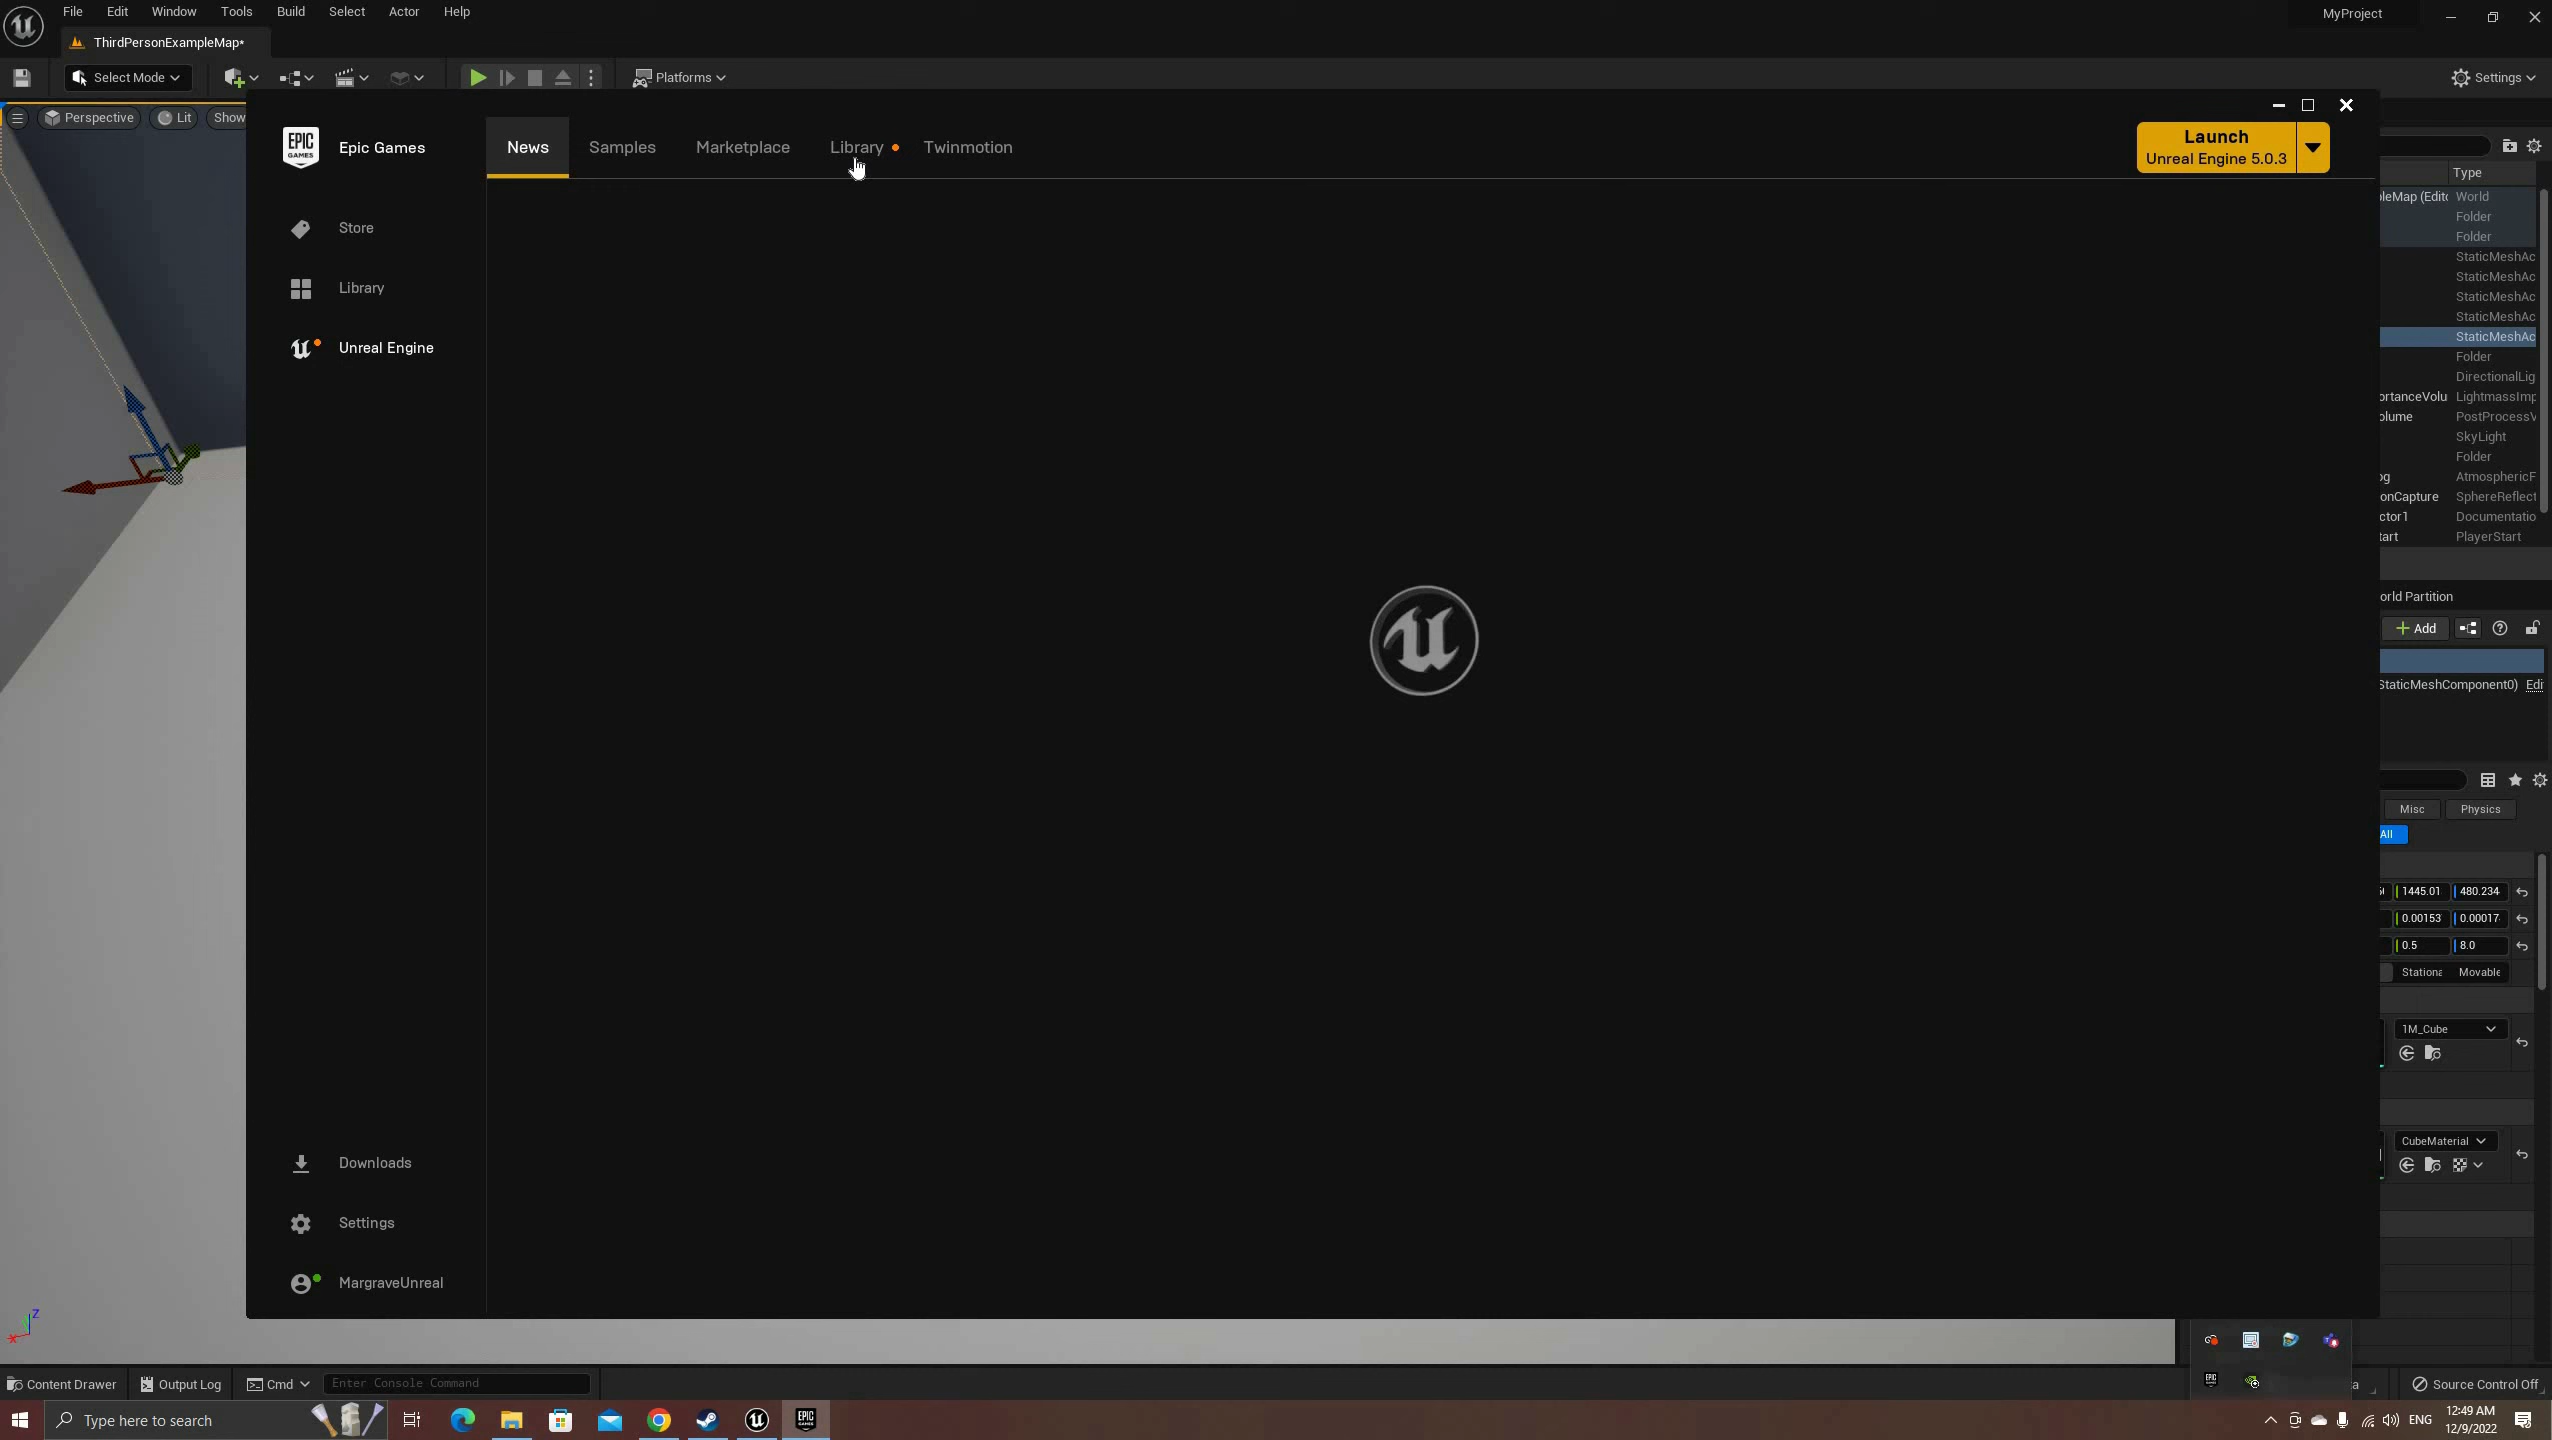 File Edit Window Tools Build Select Actor Help
MyProject
ThirdPersonExampleMap*
Select Mode
Platforms
Settings
Perspective
Lit
Show
EPIC GAMES
Epic Games
News
Samples
Marketplace
Library
Twinmotion
Launch
Unreal Engine 5.0.3
Store
Library
Unreal Engine
Downloads
Settings
MargraveUnreal
Type
leMap (Edito World
Folder
Folder
StaticMeshAc
StaticMeshAc
StaticMeshAc
StaticMeshAc
StaticMeshAc
Folder
DirectionalLig
ortanceVolu LightmassImp
olume PostProcessV
SkyLight
Folder
og AtmosphericF
onCapture SphereReflect
ctor1 Documentatio
tart PlayerStart
orld Partition
Add
StaticMeshComponent0) Edi
Misc
Physics
All
1445.01 480.234
0.00153 0.00017
0.5 8.0
Stationa Movable
1M_Cube
CubeMaterial
Content Drawer
Output Log
Cmd
Enter Console Command
Source Control Off
Type here to search
ENG
12:49 AM
12/9/2022